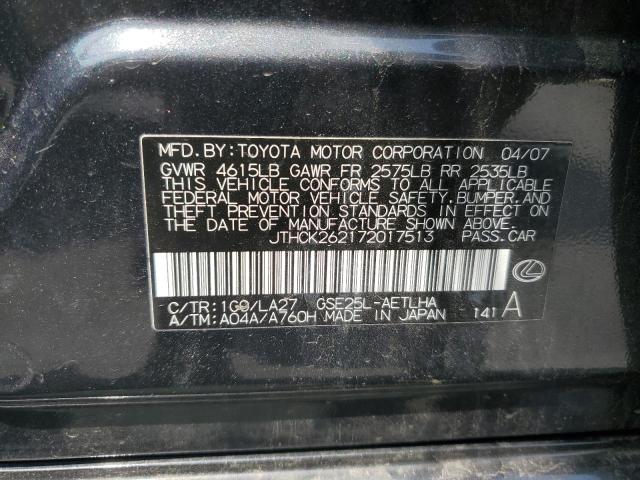 MFD. BY: TOYOTA MOTOR CORPORATION 04/07
GVWR 4615LB GAWR FR 2575LB RR 2535LB
THIS VEHICLE CONFORMS TO ALL APPLICABLE
FEDERAL MOTOR VEHICLE SAFETY, BUMPER, AND
THEFT PREVENTION STANDARDS IN EFFECT ON
THE DATE OF MANUFACTURE SHOWN ABOVE.
JTHCK262172017513 PASS.CAR
C/TR: 1G0/LA27 GSE25L-AETLHA
A/TM: A04A/A760H MADE IN JAPAN 141 A